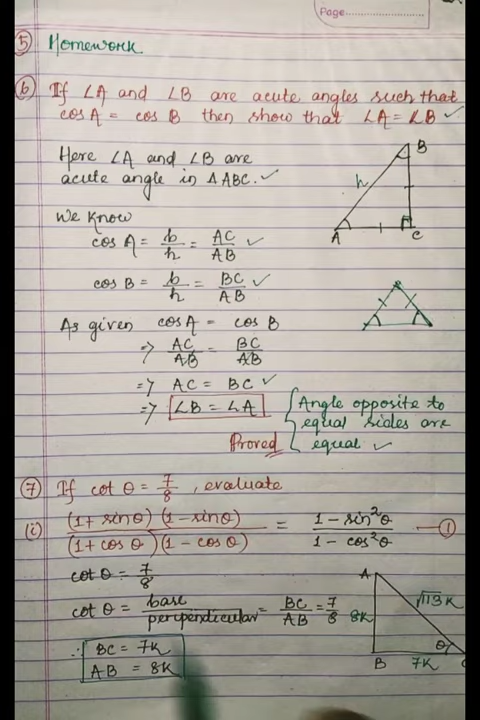 Page
⑤ Homework
⑥ If ∠A and ∠B are acute angles such that
cos A = cos B then show that ∠A = ∠B ✓
Here ∠A and ∠B are
acute angle in △ABC. ✓
We Know
cos A = b/h = AC/AB ✓
cos B = b/h = BC/AB ✓
B
h
A
C
As given cos A = cos B
=> AC/AB = BC/AB
=> AC = BC ✓
=> ∠B = ∠A
{ Angle opposite to
equal sides are
equal ✓
Proved
⑦ If cot θ = 7/8, evaluate
(i) (1+ sinθ) (1 - sinθ) / (1+ cos θ)(1 - cos θ) = 1 - sin²θ / 1 - cos²θ —①
cot θ = 7/8
cot θ = base/perpendicular = BC/AB = 7/8
∴ BC = 7K
AB = 8K
A
8K
√113 K
θ
B
7K
C